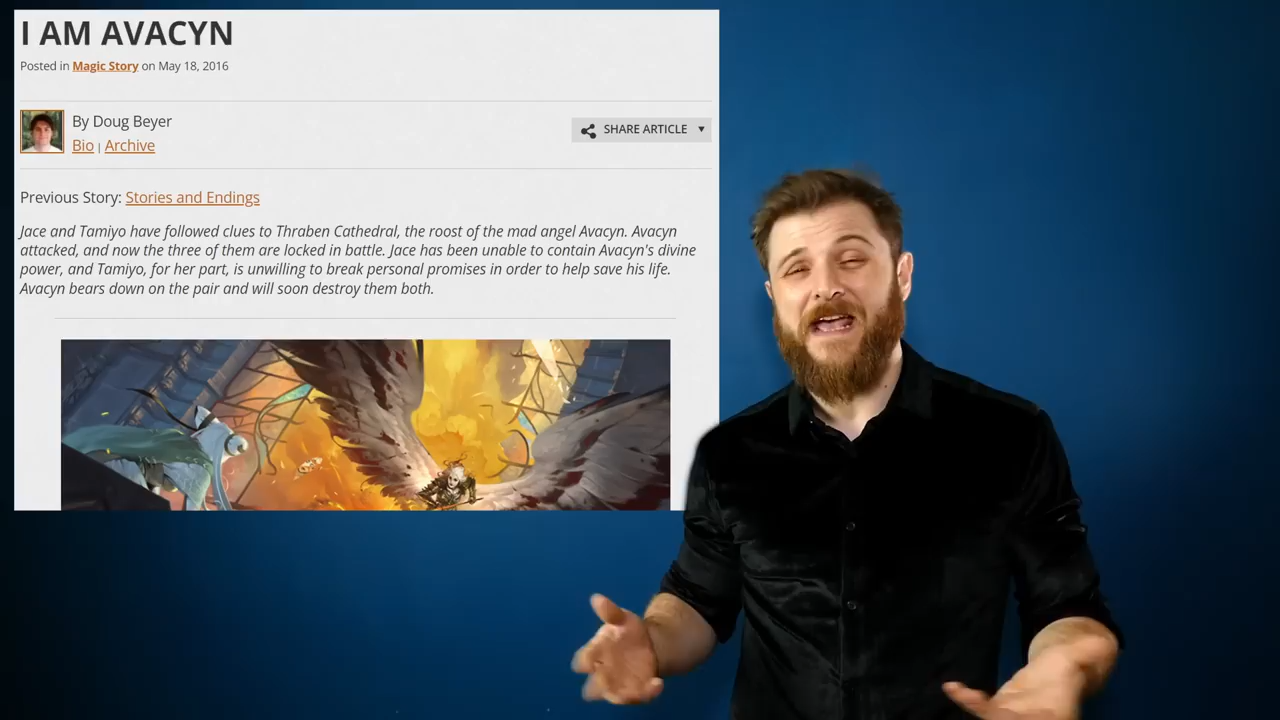 I AM AVACYN
Posted in Magic Story on May 18, 2016
By Doug Beyer
SHARE ARTICLE
Bio | Archive
Previous Story: Stories and Endings
Jace and Tamiyo have followed clues to Thraben Cathedral, the roost of the mad angel Avacyn. Avacyn
attacked, and now the three of them are locked in battle. Jace has been unable to contain Avacyn's divine
power, and Tamiyo, for her part, is unwilling to break personal promises in order to help save his life.
Avacyn bears down on the pair and will soon destroy them both.